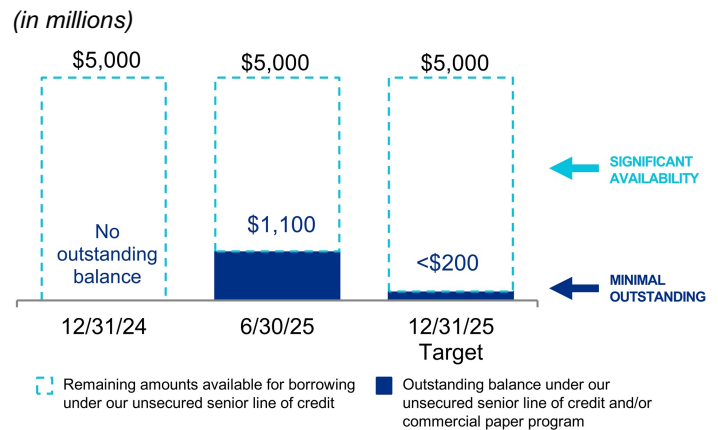 (in millions)
$5,000
$5,000
$5,000
SIGNIFICANT
AVAILABILITY
No
outstanding
balance
$1,100
<$200
MINIMAL
OUTSTANDING
12/31/24
6/30/25
12/31/25
Target
Remaining amounts available for borrowing
under our unsecured senior line of credit
Outstanding balance under our
unsecured senior line of credit and/or
commercial paper program